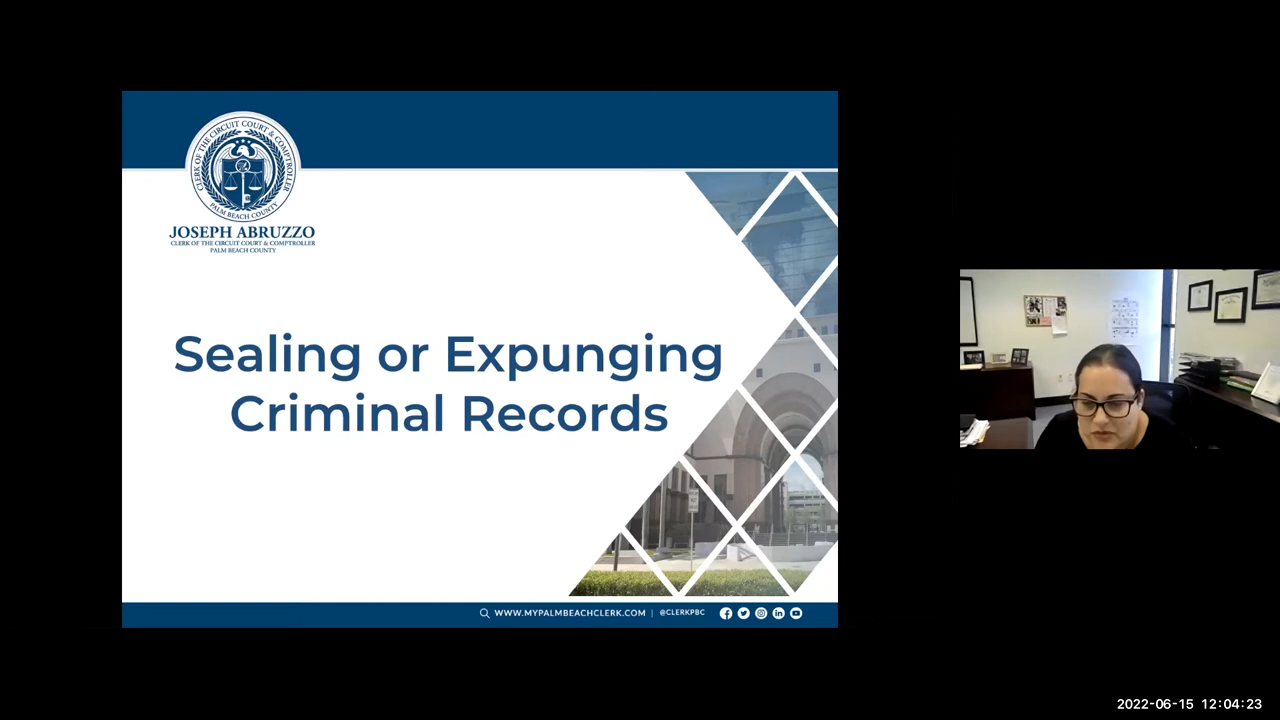 CLERK OF THE CIRCUIT COURT & COMPTROLLER
PALM BEACH COUNTY
JOSEPH ABRUZZO
CLERK OF THE CIRCUIT COURT & COMPTROLLER
PALM BEACH COUNTY
Sealing or Expunging
Criminal Records
WWW.MYPALMBEACHCLERK.COM | @CLERKPBC
2022-06-15 12:04:23